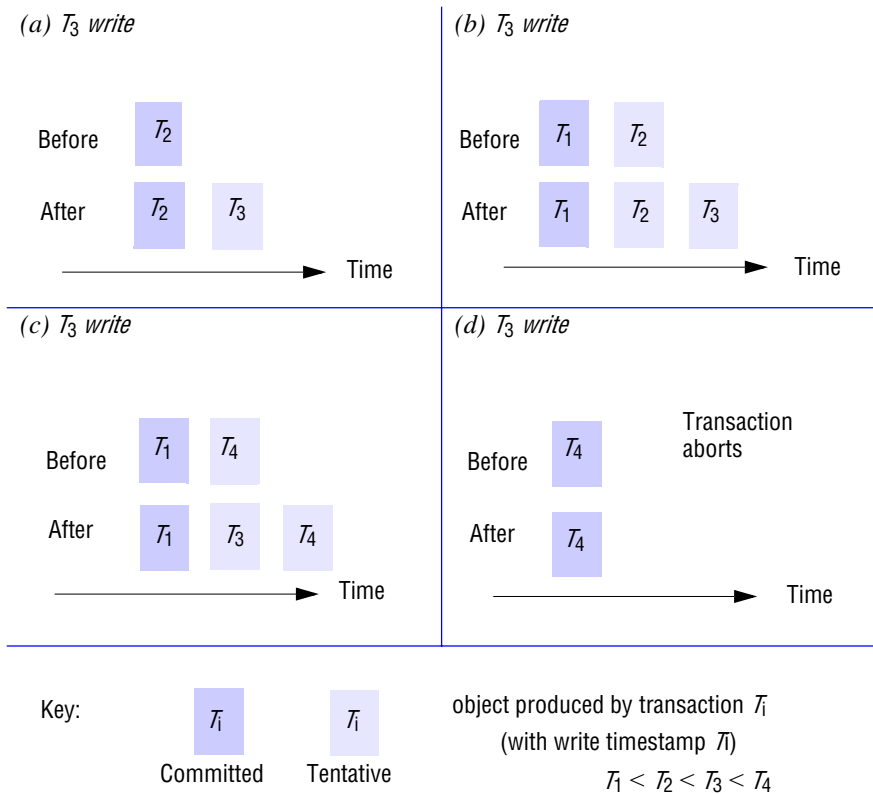 (a) T3 write
Before
T2
After
T2 T3
Time
(b) T3 write
Before
T1 T2
After
T1 T2 T3
Time
(c) T3 write
Before
T1 T4
After
T1 T3 T4
Time
(d) T3 write
Transaction
aborts
Before
T4
After
T4
Time
Key:
Ti
Committed
Ti
Tentative
object produced by transaction Ti
(with write timestamp Ti)
T1 < T2 < T3 < T4